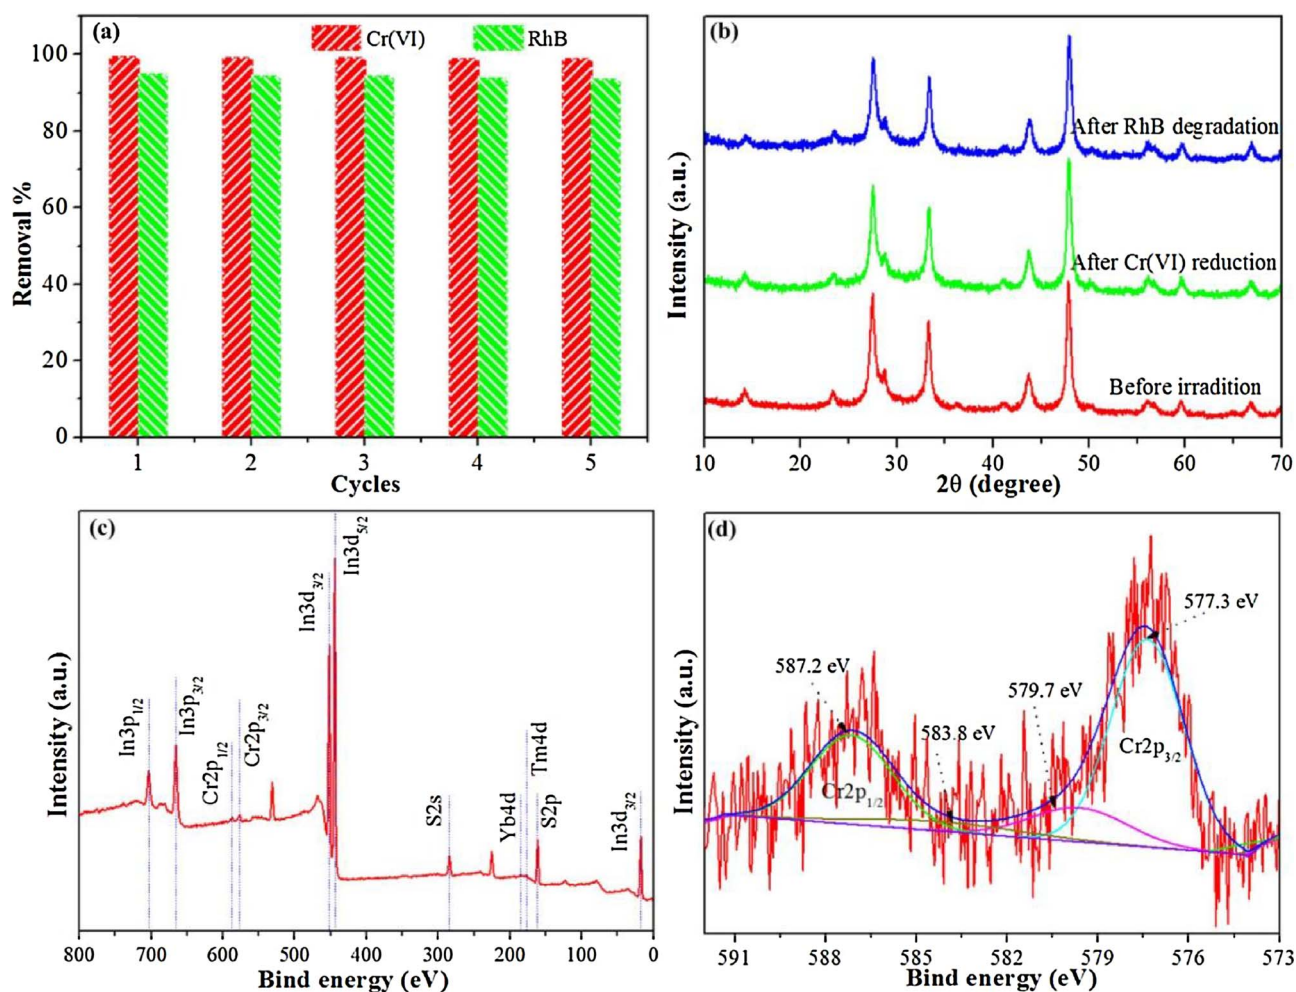 (a)
Cr(VI)
RhB
100
80
60
40
20
0
Removal %
1 2 3 4 5
Cycles
(b)
After RhB degradation
After Cr(VI) reduction
Before irradition
Intensity (a.u.)
10 20 30 40 50 60 70
2θ (degree)
(c)
In3p1/2
In3p3/2
Cr2p1/2
Cr2p3/2
In3d3/2
In3d5/2
S2s
Yb4d
Tm4d
S2p
In3d3/2
Intensity (a.u.)
800 700 600 500 400 300 200 100 0
Bind energy (eV)
(d)
577.3 eV
587.2 eV
579.7 eV
583.8 eV
Cr2p3/2
Cr2p1/2
Intensity (a.u.)
591 588 585 582 579 576 573
Bind energy (eV)